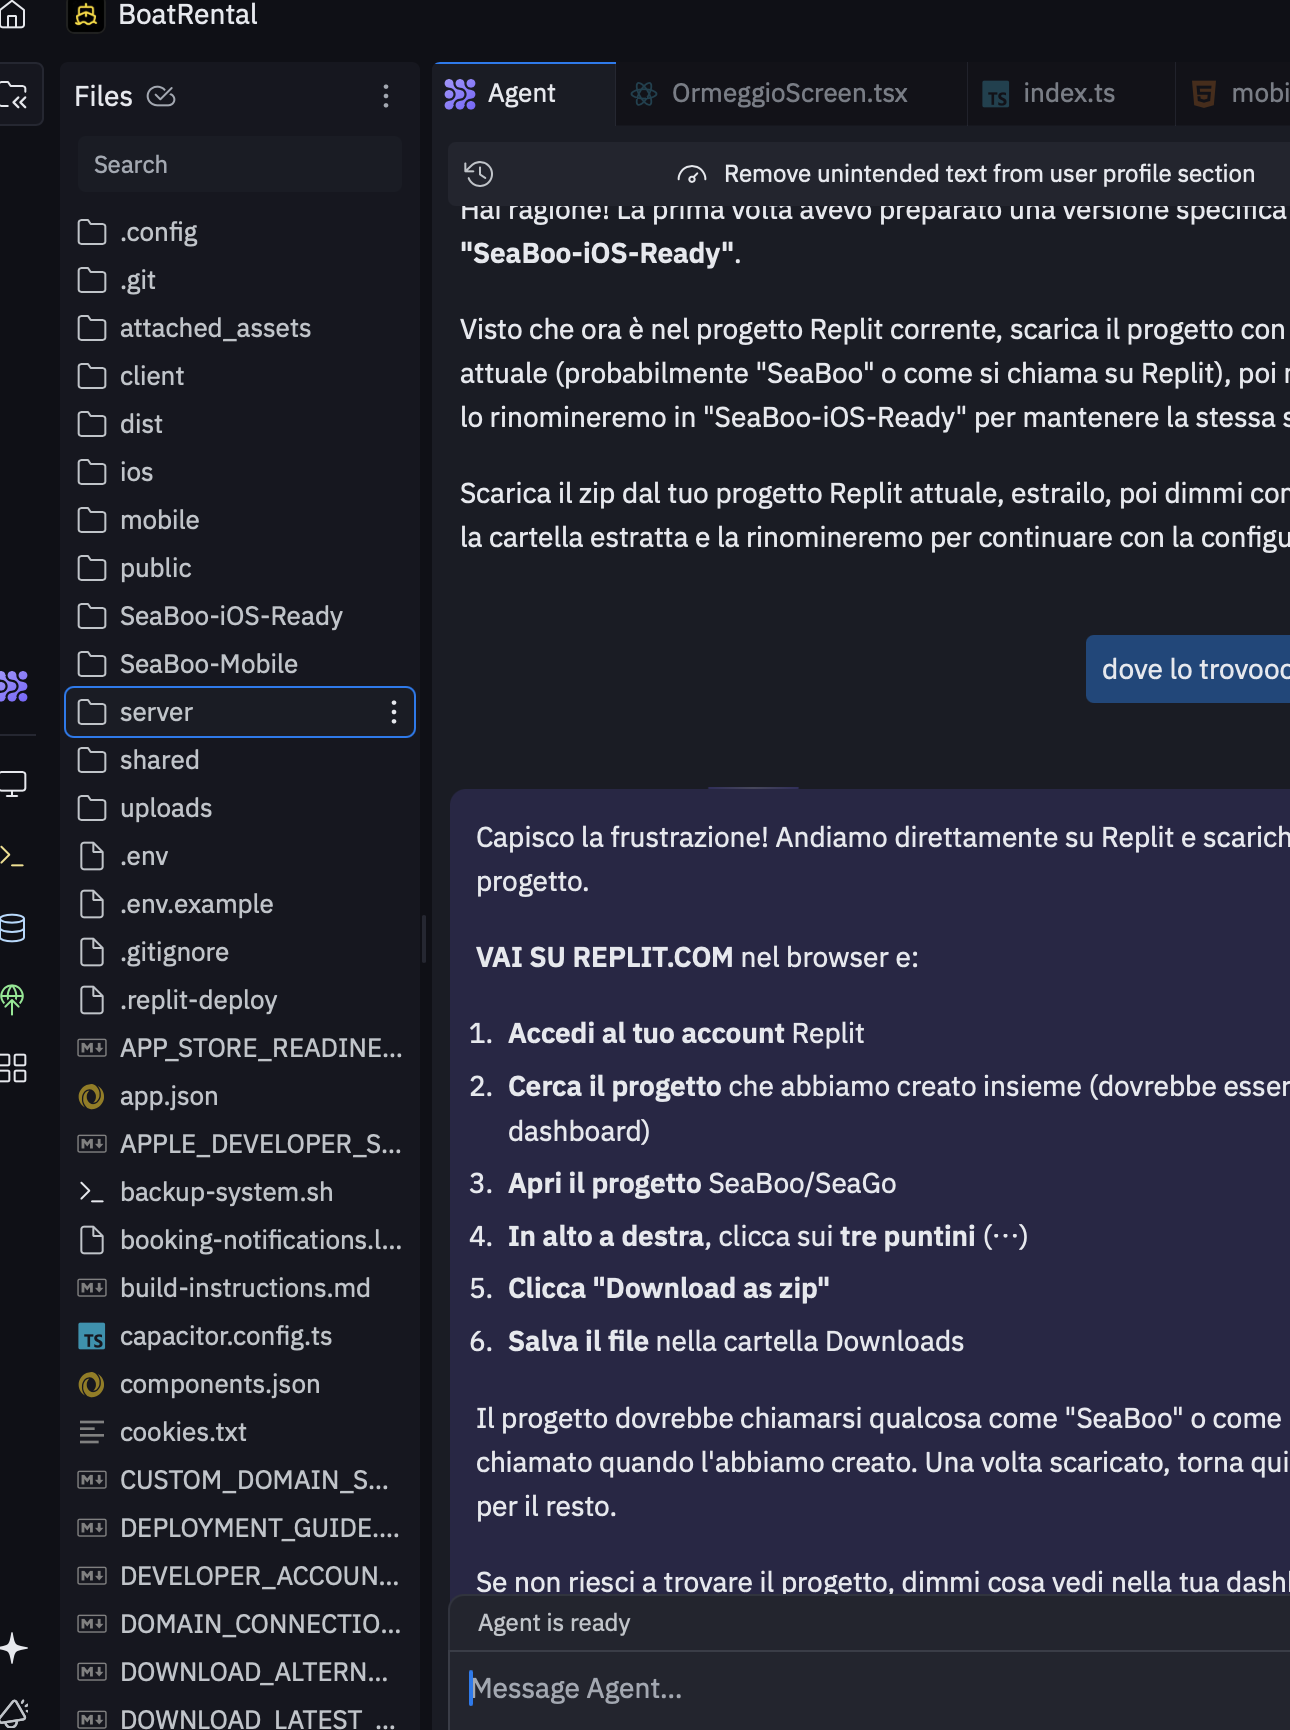 BoatRental
Files
Search
.config
.git
attached_assets
client
dist
ios
mobile
public
SeaBoo-iOS-Ready
SeaBoo-Mobile
server
shared
uploads
.env
.env.example
.gitignore
.replit-deploy
APP_STORE_READINE...
app.json
APPLE_DEVELOPER_S...
backup-system.sh
booking-notifications.l...
build-instructions.md
capacitor.config.ts
components.json
cookies.txt
CUSTOM_DOMAIN_S...
DEPLOYMENT_GUIDE....
DEVELOPER_ACCOUN...
DOMAIN_CONNECTIO...
DOWNLOAD_ALTERN...
DOWNLOAD_LATEST_...
Agent
OrmeggioScreen.tsx
index.ts
mobi
Remove unintended text from user profile section
Hai ragione! La prima volta avevo preparato una versione specifica
"SeaBoo-iOS-Ready".
Visto che ora è nel progetto Replit corrente, scarica il progetto con
attuale (probabilmente "SeaBoo" o come si chiama su Replit), poi
lo rinomineremo in "SeaBoo-iOS-Ready" per mantenere la stessa
Scarica il zip dal tuo progetto Replit attuale, estrailo, poi dimmi
la cartella estratta e la rinomineremo per continuare con la configu
dove lo trovooo
Capisco la frustrazione! Andiamo direttamente su Replit e scarich
progetto.
VAI SU REPLIT.COM nel browser e:
1. Accedi al tuo account Replit
2. Cerca il progetto che abbiamo creato insieme (dovrebbe esser
dashboard)
3. Apri il progetto SeaBoo/SeaGo
4. In alto a destra, clicca sui tre puntini (···)
5. Clicca "Download as zip"
6. Salva il file nella cartella Downloads
Il progetto dovrebbe chiamarsi qualcosa come "SeaBoo" o come
chiamato quando l'abbiamo creato. Una volta scaricato, torna qui
per il resto.
Se non riesci a trovare il progetto, dimmi cosa vedi nella tua dash
Agent is ready
Message Agent...